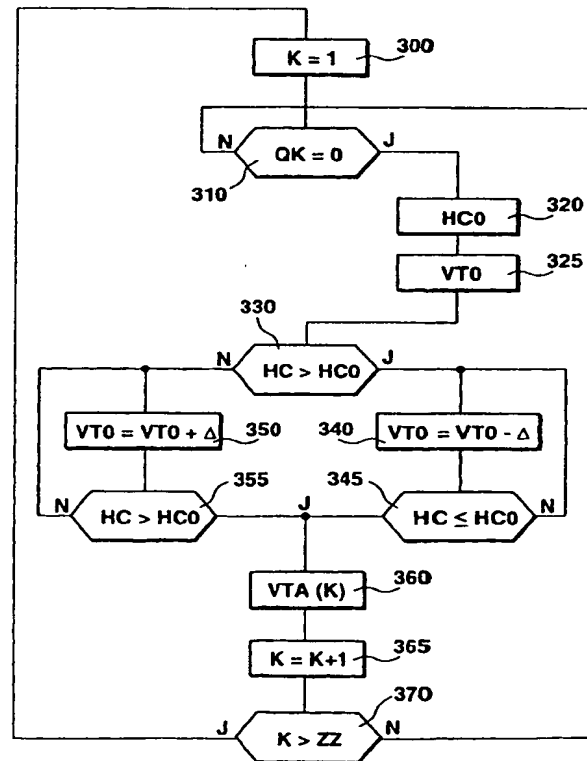 K = 1
300
N
QK = 0
J
310
HC0
320
VT0
325
330
N
HC > HC0
J
VT0 = VT0 + Δ
350
340
VT0 = VT0 - Δ
355
345
N
HC > HC0
J
HC ≤ HC0
N
VTA (K)
360
K = K+1
365
370
J
K > ZZ
N